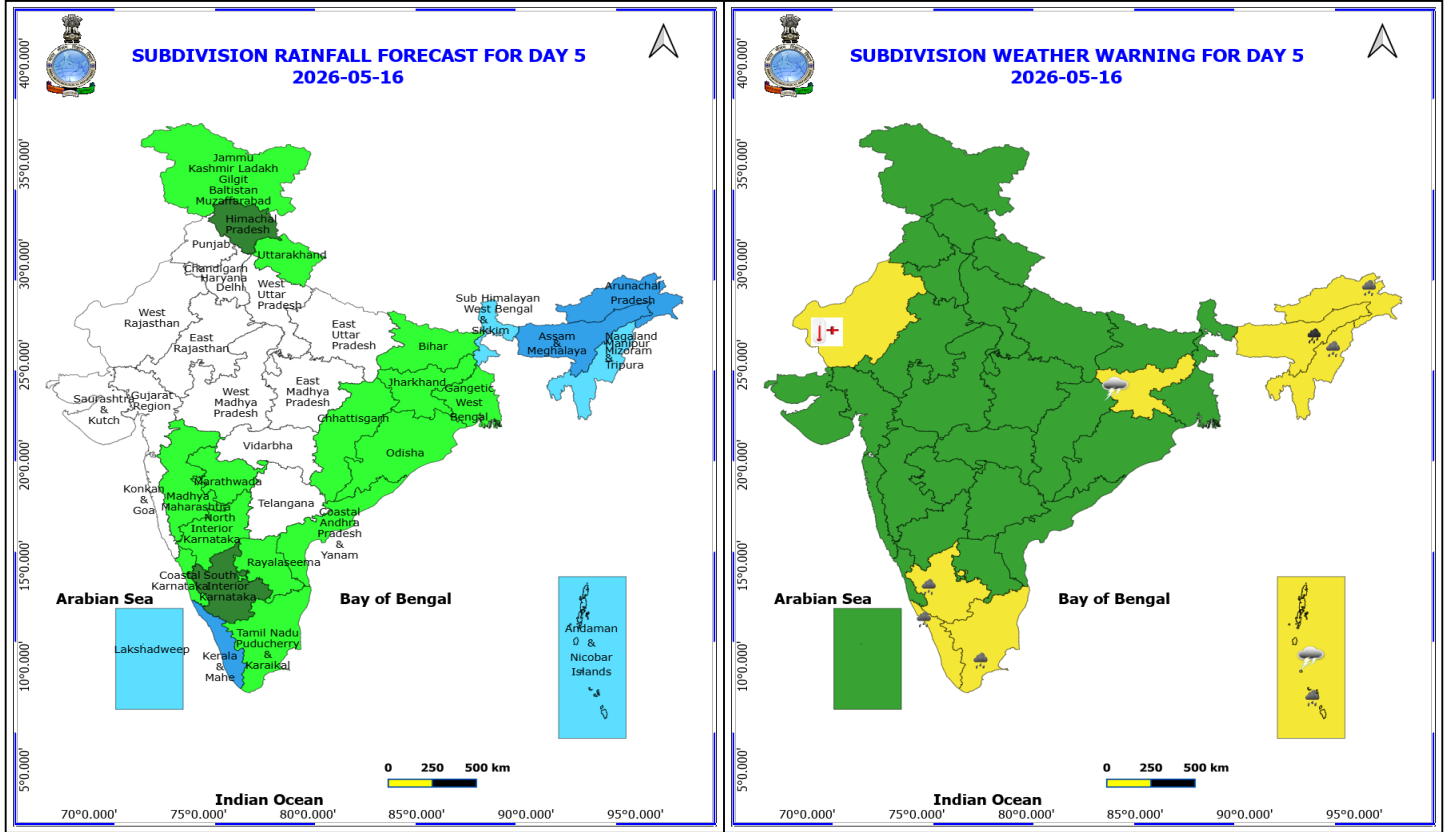 SUBDIVISION RAINFALL FORECAST FOR DAY 5
2026-05-16
40°0.000'
35°0.000'
30°0.000'
25°0.000'
20°0.000'
15°0.000'
10°0.000'
5°0.000'
Jammu
Kashmir Ladakh
Gilgit
Baltistan
Muzaffarabad
Himachal
Pradesh
Punjab
Uttarakhand
Chandigarh
Haryana
Delhi
West
Uttar
Pradesh
West
Rajasthan
East
Rajasthan
East
Uttar
Pradesh
Sub Himalayan
West Bengal
&
Sikkim
Arunachal
Pradesh
Assam
&
Meghalaya
Nagaland
Manipur
Mizoram
&
Tripura
Bihar
Jharkhand
Gangetic
West
Bengal
Saurashtra
&
Kutch
Gujarat
Region
West
Madhya
Pradesh
East
Madhya
Pradesh
Chhattisgarh
Vidarbha
Odisha
Konkan
&
Goa
Marathwada
Madhya
Maharashtra
North
Interior
Karnataka
Telangana
Coastal
Andhra
Pradesh
&
Yanam
Rayalaseema
Coastal
Karnataka
South
Interior
Karnataka
Arabian Sea
Bay of Bengal
Lakshadweep
Kerala
&
Mahe
Tamil Nadu
Puducherry
&
Karaikal
Andaman
&
Nicobar
Islands
0 250 500 km
Indian Ocean
70°0.000' 75°0.000' 80°0.000' 85°0.000' 90°0.000' 95°0.000'
SUBDIVISION WEATHER WARNING FOR DAY 5
2026-05-16
40°0.000'
35°0.000'
30°0.000'
25°0.000'
20°0.000'
15°0.000'
10°0.000'
5°0.000'
Arabian Sea
Bay of Bengal
0 250 500 km
Indian Ocean
70°0.000' 75°0.000' 80°0.000' 85°0.000' 90°0.000' 95°0.000'